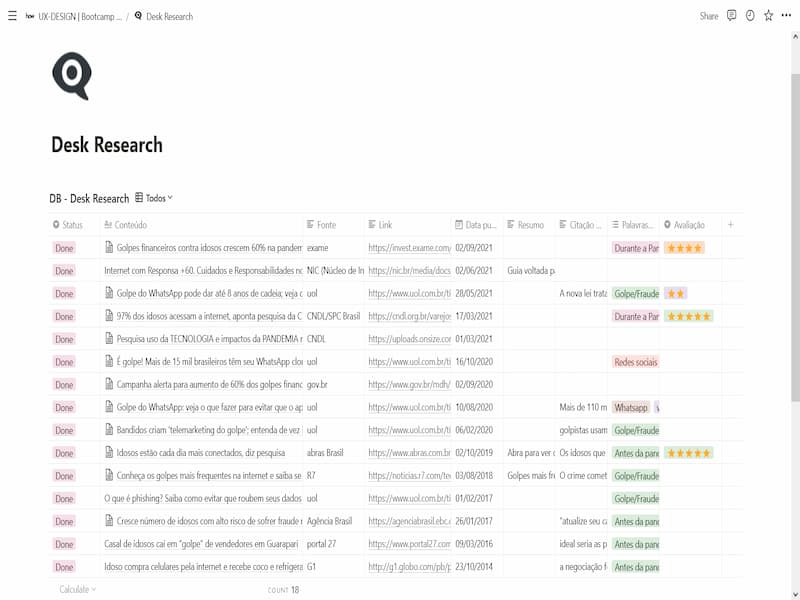 how UX-DESIGN | Bootcamp ... / Desk Research Share
Desk Research
DB - Desk Research Todos
Status Conteúdo Fonte Link Data pu... Resumo Citação ... Palavras... Avaliação +
Done Golpes financeiros contra idosos crescem 60% na pandem exame https://invest.exame.com/ 02/09/2021 Durante a Par
Done Internet com Responsa +60. Cuidados e Responsabilidades no NIC (Núcleo de In https://nic.br/media/docs 02/06/2021 Guia voltada p
Done Golpe do WhatsApp pode dar até 8 anos de cadeia; veja c uol https://www.uol.com.br/ti 28/05/2021 A nova lei trata Golpe/Fraude
Done 97% dos idosos acessam a internet, aponta pesquisa da C CNDL/SPC Brasil https://cndl.org.br/varejos 17/03/2021 Durante a Par
Done Pesquisa uso da TECNOLOGIA e impactos da PANDEMIA n CNDL https://uploads.onsize.cor 01/03/2021
Done É golpe! Mais de 15 mil brasileiros têm seu WhatsApp clon uol https://www.uol.com.br/ti 16/10/2020 Redes sociais
Done Campanha alerta para aumento de 60% dos golpes financ gov.br https://www.gov.br/mdh/ 02/09/2020
Done Golpe do WhatsApp: veja o que fazer para evitar que o ap uol https://www.uol.com.br/ti 10/08/2020 Mais de 110 m Whatsapp
Done Bandidos criam 'telemarketing do golpe'; entenda de vez uol https://www.uol.com.br/ti 06/02/2020 golpistas usam Golpe/Fraude
Done Idosos estão cada dia mais conectados, diz pesquisa abras Brasil https://www.abras.com.br 02/10/2019 Abra para ver c Os idosos que Antes da pand
Done Conheça os golpes mais frequentes na internet e saiba se R7 https://noticias.r7.com/te 03/08/2018 Golpes mais fr O crime comet Golpe/Fraude
Done O que é phishing? Saiba como evitar que roubem seus dados uol https://www.uol.com.br/ti 01/02/2017 Golpe/Fraude
Done Cresce número de idosos com alto risco de sofrer fraude Agência Brasil https://agenciabrasil.ebc. 26/01/2017 "atualize seu c Antes da pand
Done Casal de idosos cai em "golpe" de vendedores em Guarapari portal 27 https://www.portal27.com 09/03/2016 ideal seria as p Antes da pand
Done Idoso compra celulares pela internet e recebe coco e refrigera G1 http://g1.globo.com/pb/p 23/10/2014 a negociação f Antes da pand
Calculate COUNT 18